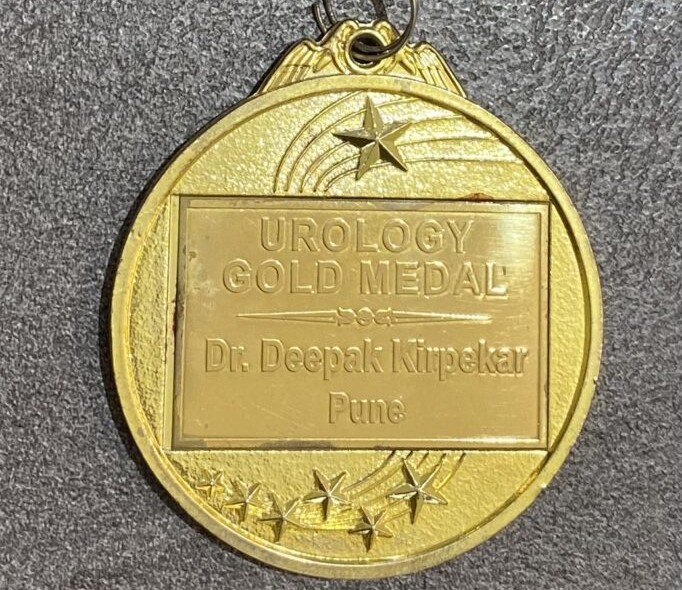 UROLOGY
GOLD MEDAL
Dr. Deepak Kirpekar
Pune